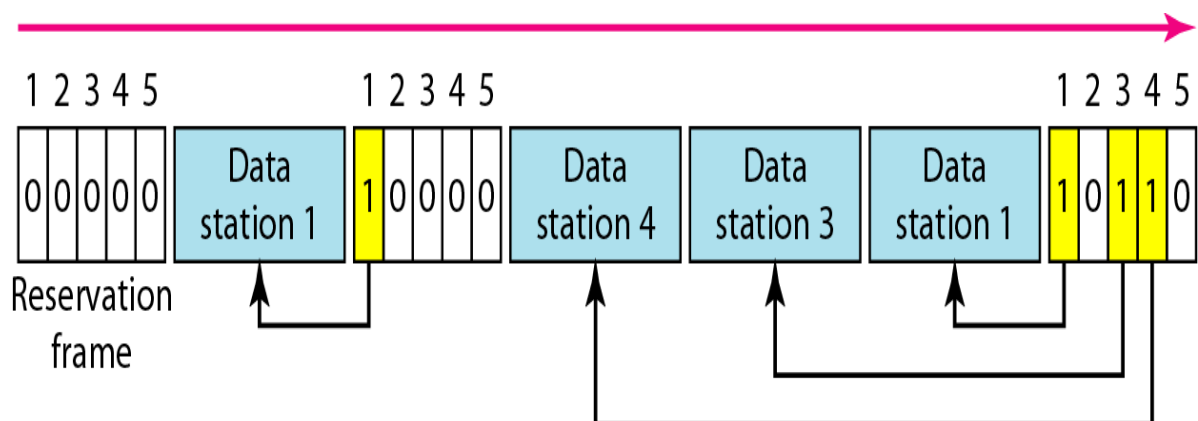 1 2 3 4 5 1 2 3 4 5 1 2 3 4 5
0 0 0 0 0
Data
station 1
1 0 0 0 0
Data
station 4
Data
station 3
Data
station 1
1 0 1 1 0
Reservation
frame